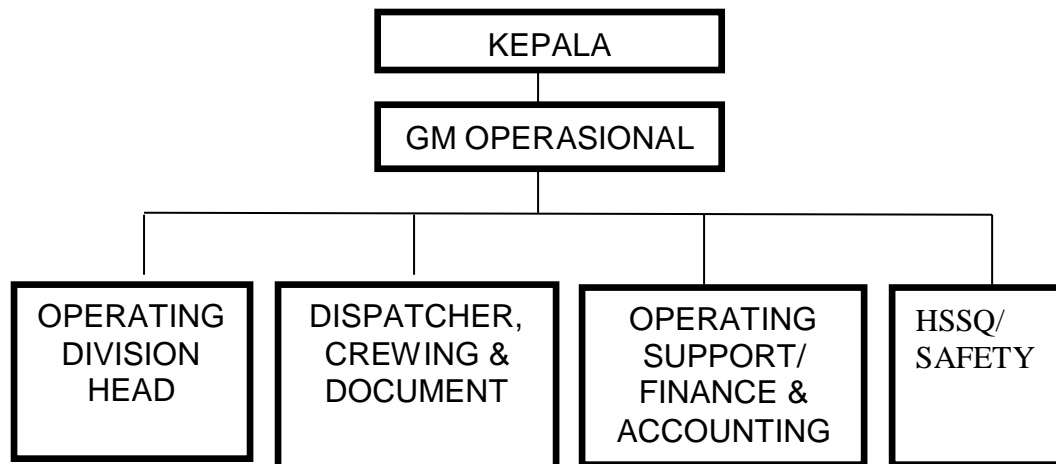 KEPALA
GM OPERASIONAL
OPERATING
DIVISION
HEAD
DISPATCHER,
CREWING &
DOCUMENT
OPERATING
SUPPORT/
FINANCE &
ACCOUNTING
HSSQ/
SAFETY